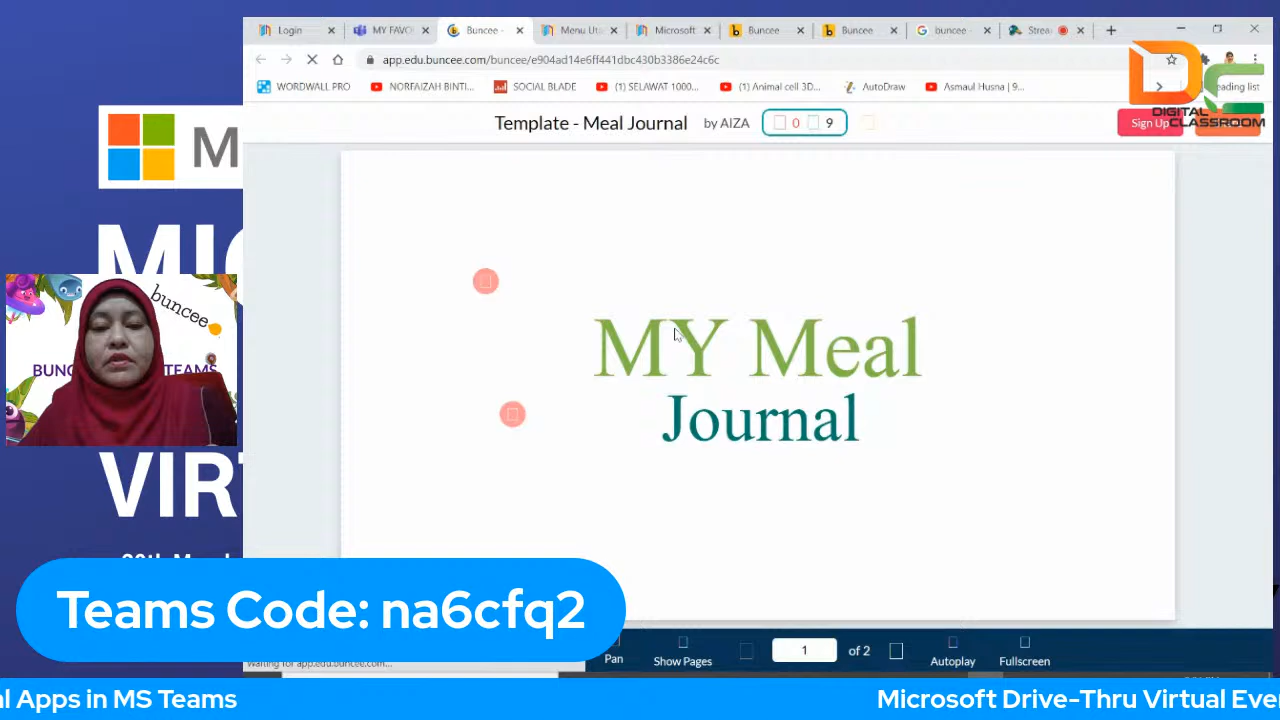 Login
MY FAVO
Buncee -
Menu Uta
Microsoft
Buncee
Buncee
buncee -
Strea
app.edu.buncee.com/buncee/e904ad14e6ff441dbc430b3386e24c6c
WORDWALL PRO
NORFAIZAH BINTI...
SOCIAL BLADE
(1) SELAWAT 1000...
(1) Animal cell 3D...
AutoDraw
Asmaul Husna | 9...
eading list
DIGITAL
CLASSROOM
Template - Meal Journal by AIZA 0 9
Sign Up
M
MI
buncee
BUNC
TEAMS
MY Meal
Journal
VIR
Teams Code: na6cfq2
Waiting for app.edu.buncee.com...
Pan
Show Pages
1 of 2
Autoplay
Fullscreen
al Apps in MS Teams
Microsoft Drive-Thru Virtual Eve